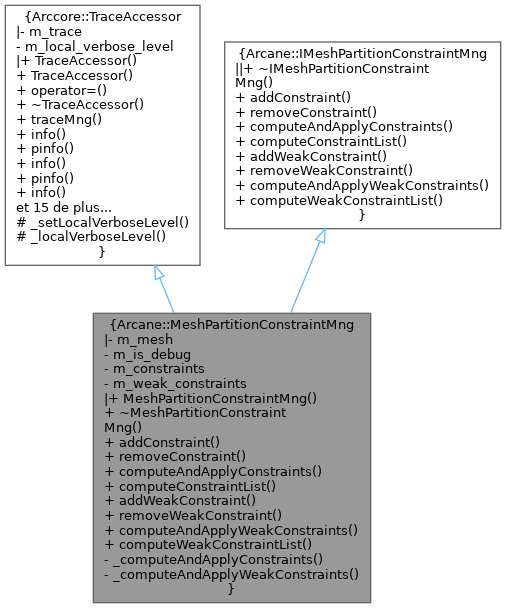 {Arccore::TraceAccessor
|- m_trace
- m_local_verbose_level
|+ TraceAccessor()
+ TraceAccessor()
+ operator=()
+ ~TraceAccessor()
+ traceMng()
+ info()
+ pinfo()
+ info()
+ pinfo()
+ info()
et 15 de plus...
# _setLocalVerboseLevel()
# _localVerboseLevel()
}
{Arcane::IMeshPartitionConstraintMng
||+ ~IMeshPartitionConstraint
Mng()
+ addConstraint()
+ removeConstraint()
+ computeAndApplyConstraints()
+ computeConstraintList()
+ addWeakConstraint()
+ removeWeakConstraint()
+ computeAndApplyWeakConstraints()
+ computeWeakConstraintList()
}
{Arcane::MeshPartitionConstraintMng
|- m_mesh
- m_is_debug
- m_constraints
- m_weak_constraints
|+ MeshPartitionConstraintMng()
+ ~MeshPartitionConstraint
Mng()
+ addConstraint()
+ removeConstraint()
+ computeAndApplyConstraints()
+ computeConstraintList()
+ addWeakConstraint()
+ removeWeakConstraint()
+ computeAndApplyWeakConstraints()
+ computeWeakConstraintList()
- _computeAndApplyConstraints()
- _computeAndApplyWeakConstraints()
}